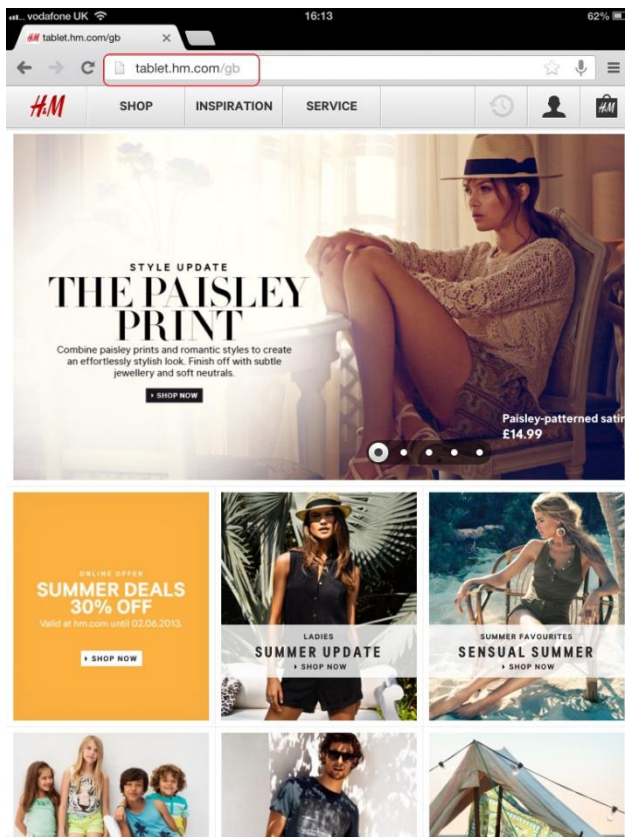 vodafone UK
16:13
62%
H&M tablet.hm.com/gb
tablet.hm.com/gb
H&M
SHOP
INSPIRATION
SERVICE
H&M
STYLE UPDATE
THE PAISLEY
PRINT
Combine paisley prints and romantic styles to create
an effortlessly stylish look. Finish off with subtle
jewellery and soft neutrals.
SHOP NOW
Paisley-patterned satin
£14.99
ONLINE OFFER
SUMMER DEALS
30% OFF
Valid at hm.com until 02.06.2013.
SHOP NOW
LADIES
SUMMER UPDATE
SHOP NOW
SUMMER FAVOURITES
SENSUAL SUMMER
SHOP NOW